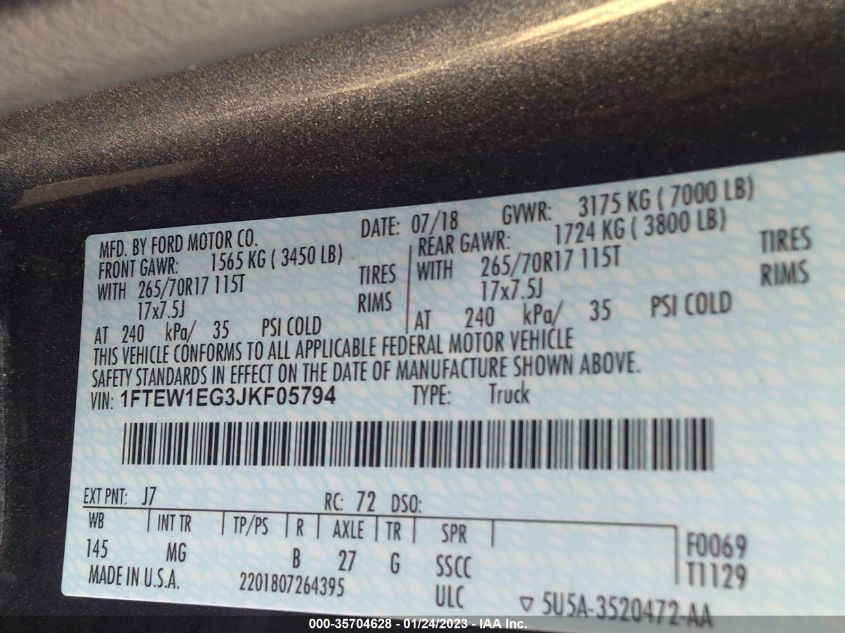 MFD. BY FORD MOTOR CO. DATE: 07/18 GVWR: 3175 KG ( 7000 LB)
FRONT GAWR: 1565 KG ( 3450 LB) REAR GAWR: 1724 KG ( 3800 LB)
WITH 265/70R17 115T TIRES WITH 265/70R17 115T TIRES
17x7.5J RIMS 17x7.5J RIMS
AT 240 kPa/ 35 PSI COLD AT 240 kPa/ 35 PSI COLD
THIS VEHICLE CONFORMS TO ALL APPLICABLE FEDERAL MOTOR VEHICLE
SAFETY STANDARDS IN EFFECT ON THE DATE OF MANUFACTURE SHOWN ABOVE.
VIN: 1FTEW1EG3JKF05794 TYPE: Truck
EXT PNT: J7 RC: 72 DSO:
WB INT TR TP/PS R AXLE TR SPR
145 MG B 27 G SSCC
F0069
T1129
MADE IN U.S.A. 2201807264395 ULC
▽ 5U5A-3520472-AA
000-35704628 - 01/24/2023 - IAA Inc.